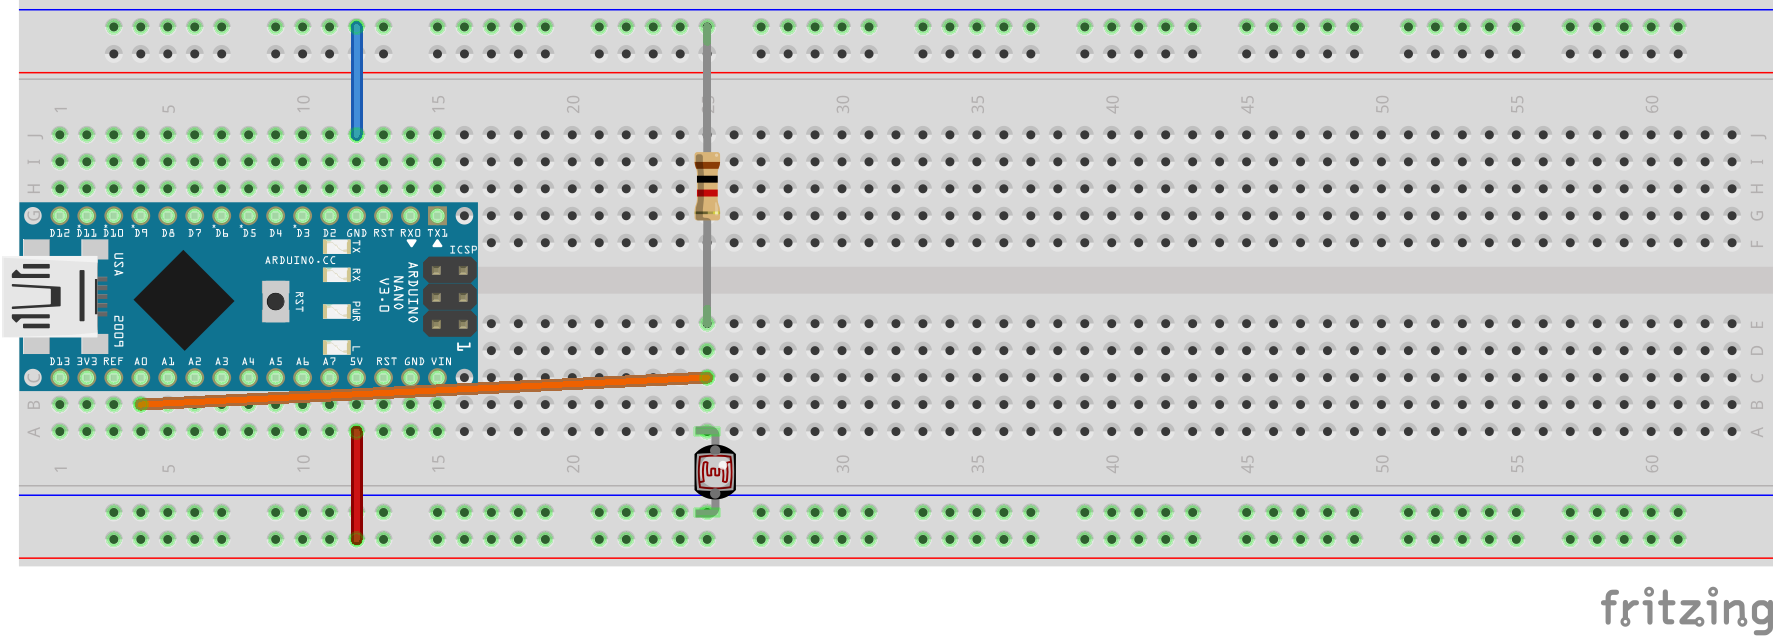 1 5 10 15 20 25 30 35 40 45 50 55 60
J J
I I
H H
G G
D12 D11 D10 D9 D8 D7 D6 D5 D4 D3 D2 GND RST RX0 TX1
F
ICSP
USA
TX
ARDUINO.CC
RX
RST
ARDUINO
NANO
V3.0
PWR
E
2009
L
1
D
D13 3V3 REF A0 A1 A2 A3 A4 A5 A6 A7 5V RST GND VIN
C C
B B
A A
1 5 10 15 20 30 35 40 45 50 55 60
fritzing